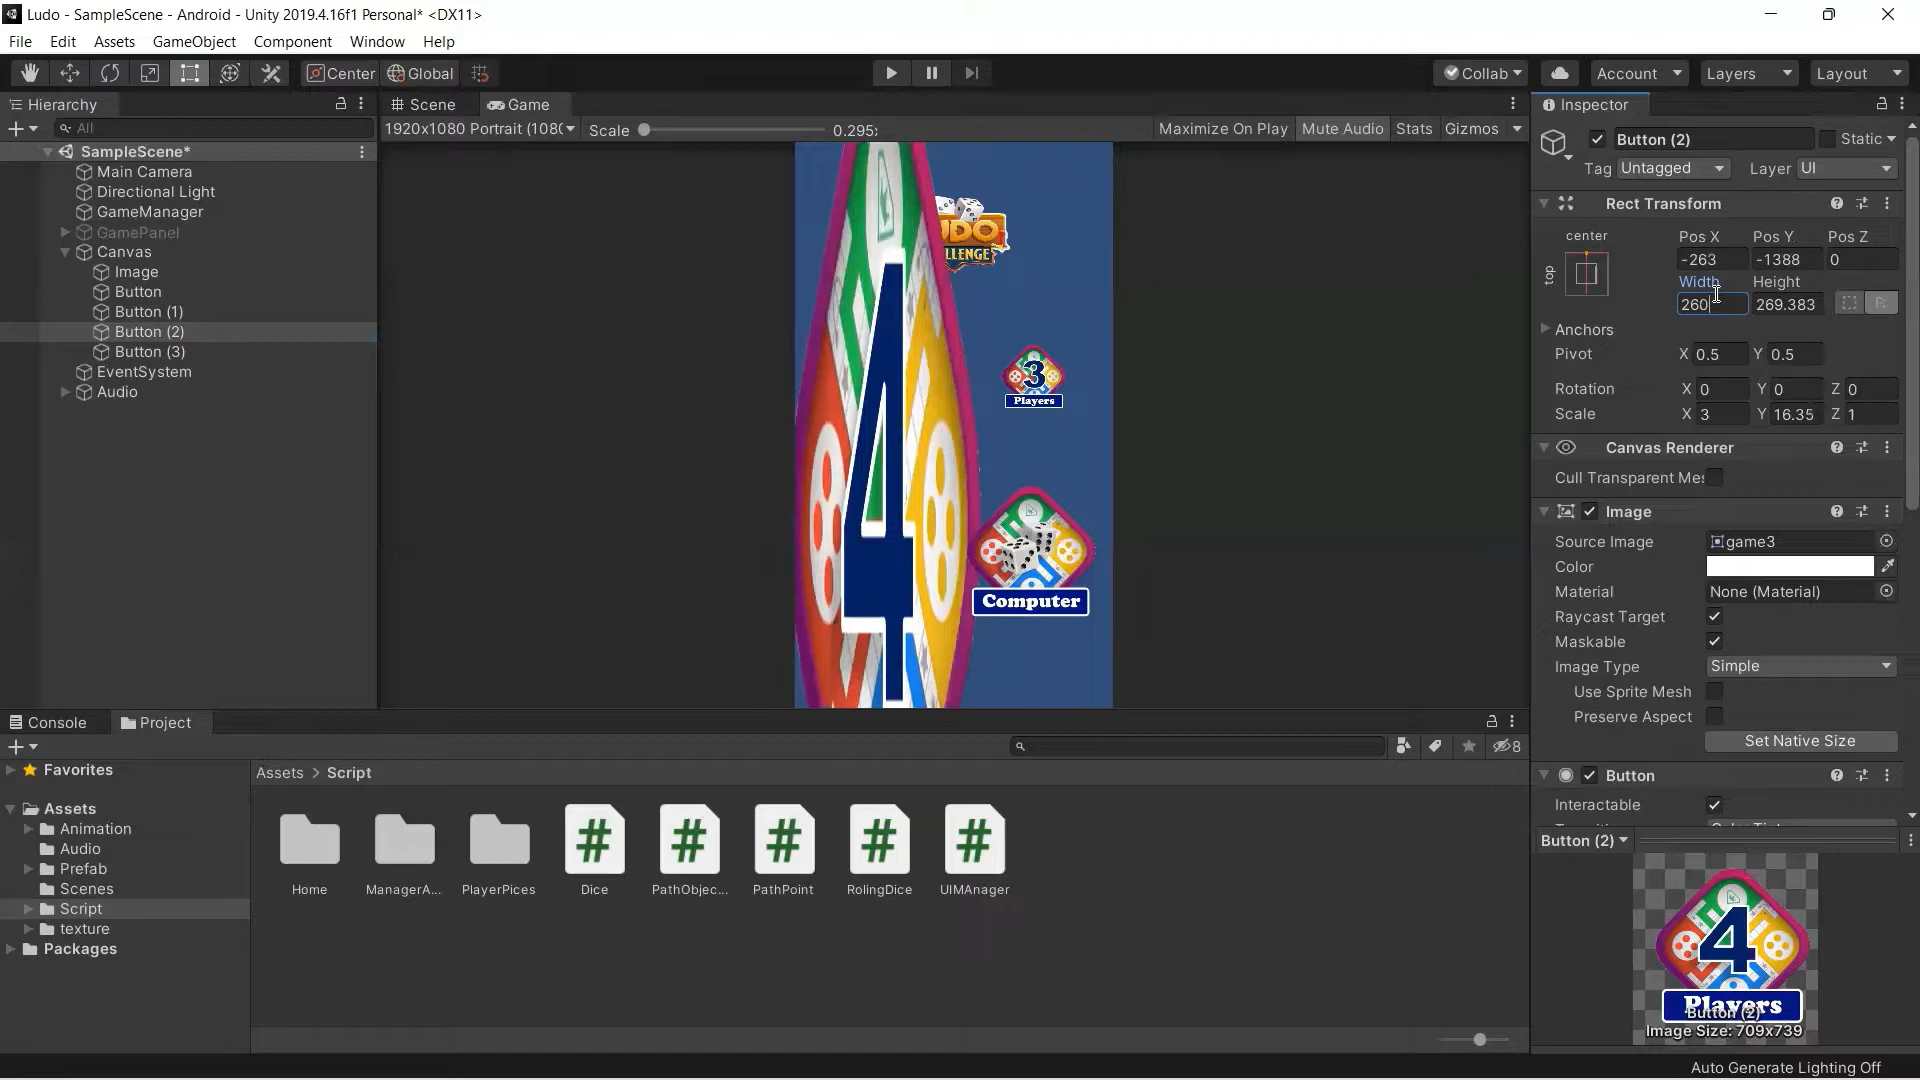 Ludo - SampleScene - Android - Unity 2019.4.16f1 Personal* <DX11>
File Edit Assets GameObject Component Window Help
Center Global Collab Account Layers Layout
Hierarchy
All
SampleScene*
Main Camera
Directional Light
GameManager
GamePanel
Canvas
Image
Button
Button (1)
Button (2)
Button (3)
EventSystem
Audio
Scene Game
1920x1080 Portrait (108( Scale 0.295: Maximize On Play Mute Audio Stats Gizmos
4
3
Players
Computer
Inspector
Button (2) Static
Tag Untagged Layer UI
Rect Transform
center
top
Pos X Pos Y Pos Z
-263 -1388 0
Width Height
260 269.383 R
Anchors
Pivot X 0.5 Y 0.5
Rotation X 0 Y 0 Z 0
Scale X 3 Y 16.35 Z 1
Canvas Renderer
Cull Transparent Mes
Image
Source Image game3
Color
Material None (Material)
Raycast Target
Maskable
Image Type Simple
Use Sprite Mesh
Preserve Aspect
Set Native Size
Button
Interactable
Button (2)
4
Players
Button (2)
Image Size: 709x739
Console Project
8
Favorites
Assets
Animation
Audio
Prefab
Scenes
Script
texture
Packages
Assets > Script
Home ManagerA... PlayerPices Dice PathObjec... PathPoint RolingDice UIMAnager
Auto Generate Lighting Off